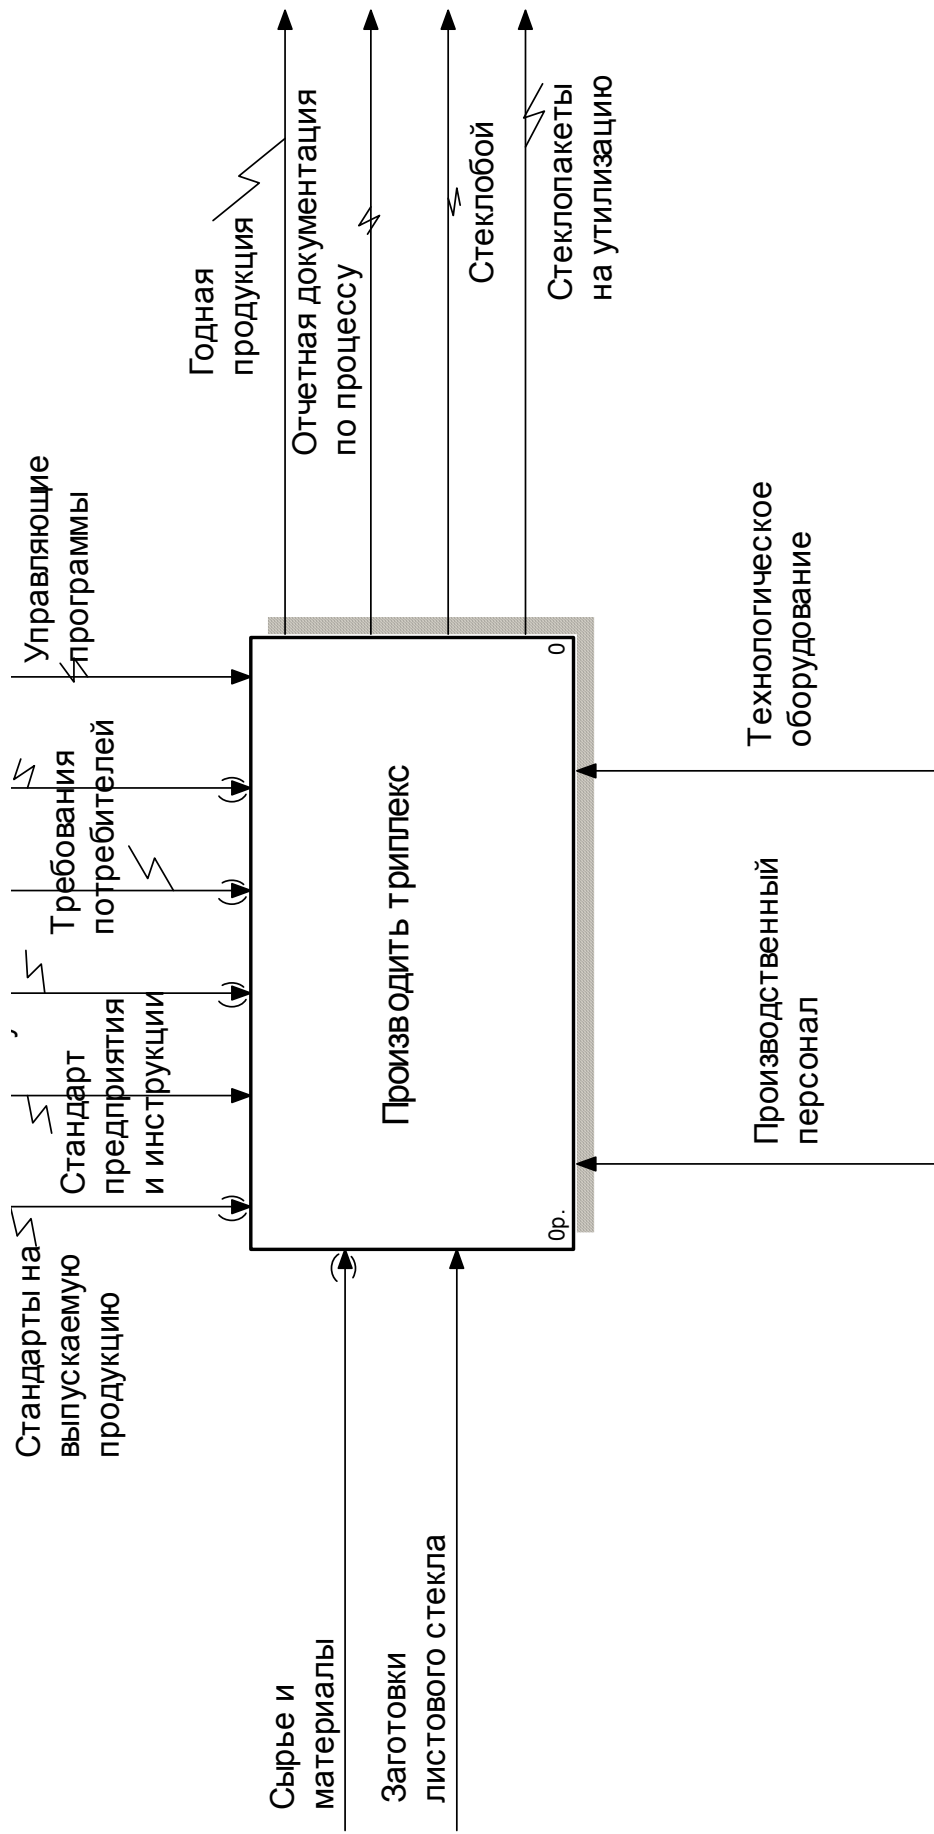 Стандарты на
выпускаемую
продукцию
Стандарт
предприятия
и инструкции
Требования
потребителей
Управляющие
программы
Сырье и
материалы
Заготовки
листового стекла
Производить триплекс
0р.
0
Годная
продукция
Отчетная документация
по процессу
Стеклобой
Стеклопакеты
на утилизацию
Производственный
персонал
Технологическое
оборудование